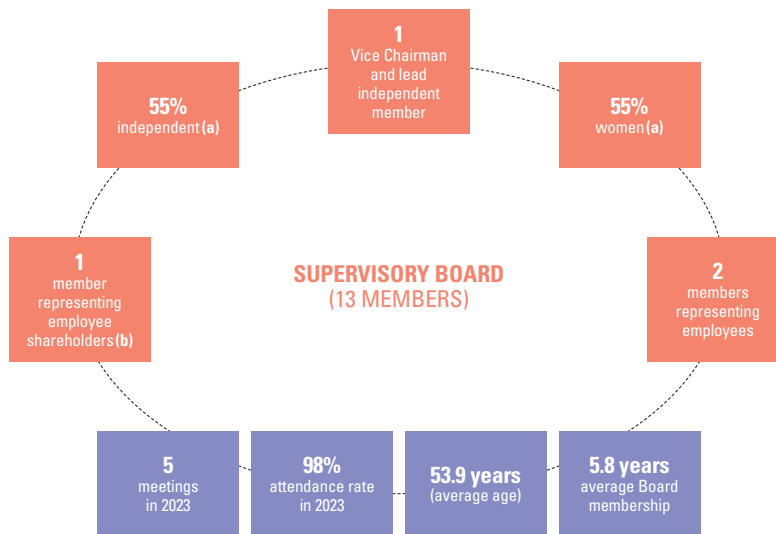 1
Vice Chairman
and lead
independent
member
55%
independent (a)
55%
women (a)
1
member
representing
employee
shareholders (b)
SUPERVISORY BOARD
(13 MEMBERS)
2
members
representing
employees
5
meetings
in 2023
98%
attendance rate
in 2023
53.9 years
(average age)
5.8 years
average Board
membership